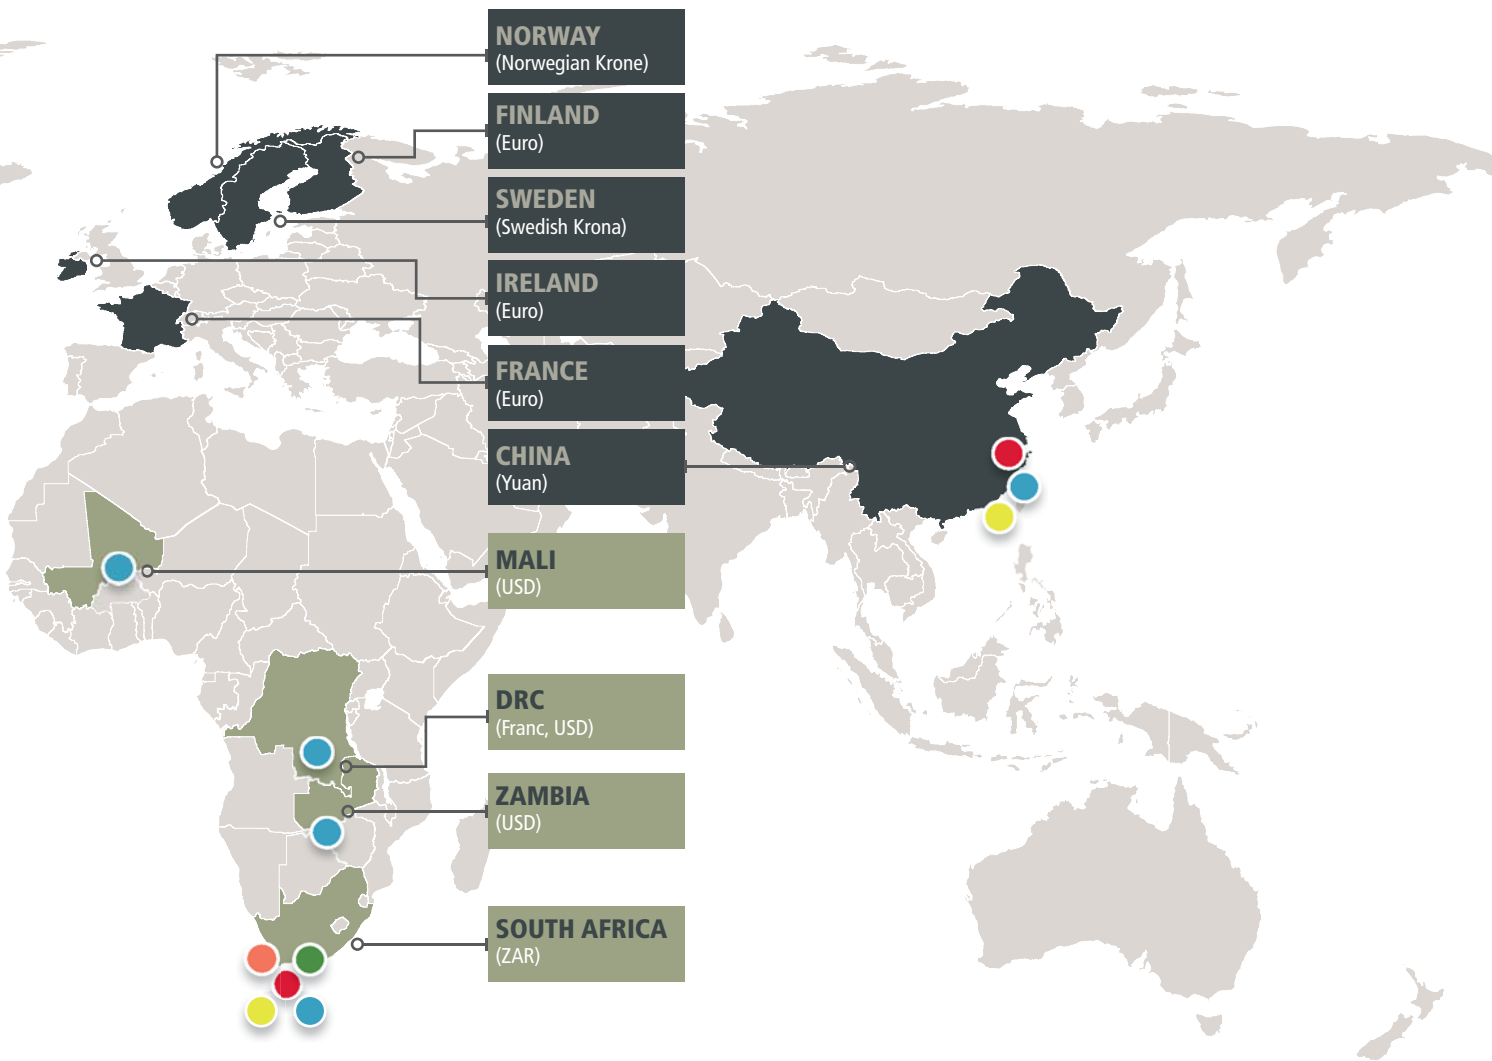 NORWAY
(Norwegian Krone)
FINLAND
(Euro)
SWEDEN
(Swedish Krona)
IRELAND
(Euro)
FRANCE
(Euro)
CHINA
(Yuan)
MALI
(USD)
DRC
(Franc, USD)
ZAMBIA
(USD)
SOUTH AFRICA
(ZAR)